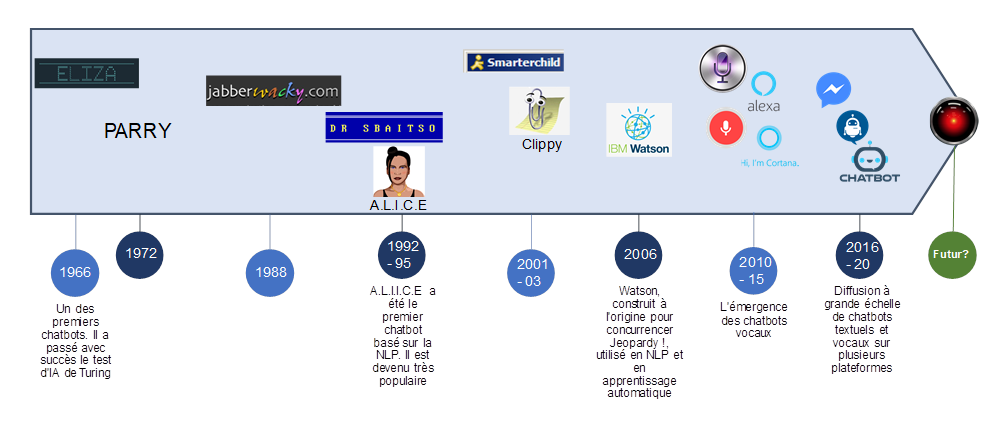 ELIZA
PARRY
jabberwacky.com
DR SBAITSO
A.L.I.C.E
Smarterchild
Clippy
IBM Watson
alexa
Hi, I'm Cortana.
CHATBOT
1966
Un des
premiers
chatbots. Il a
passé avec
succès le test
d'IA de Turing
1972
1988
1992
- 95
A.L.I.I.C.E a
été le
premier
chatbot
basé sur la
NLP. Il est
devenu très
populaire
2001
- 03
2006
Watson,
construit à
l'origine pour
concurrencer
Jeopardy !,
utilisé en NLP et
en
apprentissage
automatique
2010
- 15
L'émergence
des chatbots
vocaux
2016
- 20
Diffusion à
grande échelle
de chatbots
textuels et
vocaux sur
plusieurs
plateformes
Futur?